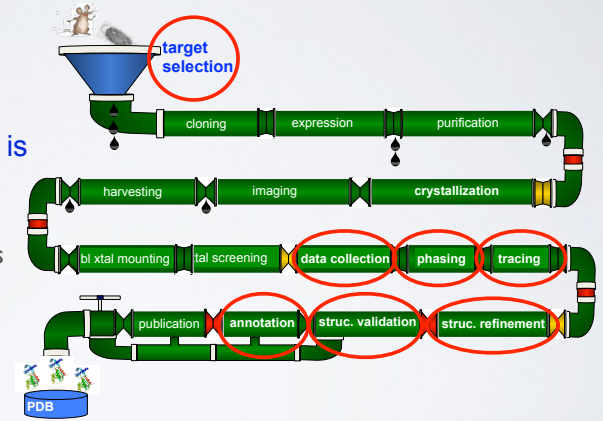 target
selection
cloning expression purification
is
harvesting imaging crystallization
s
bl xtal mounting tal screening data collection phasing tracing
publication annotation struc. validation struc. refinement
PDB